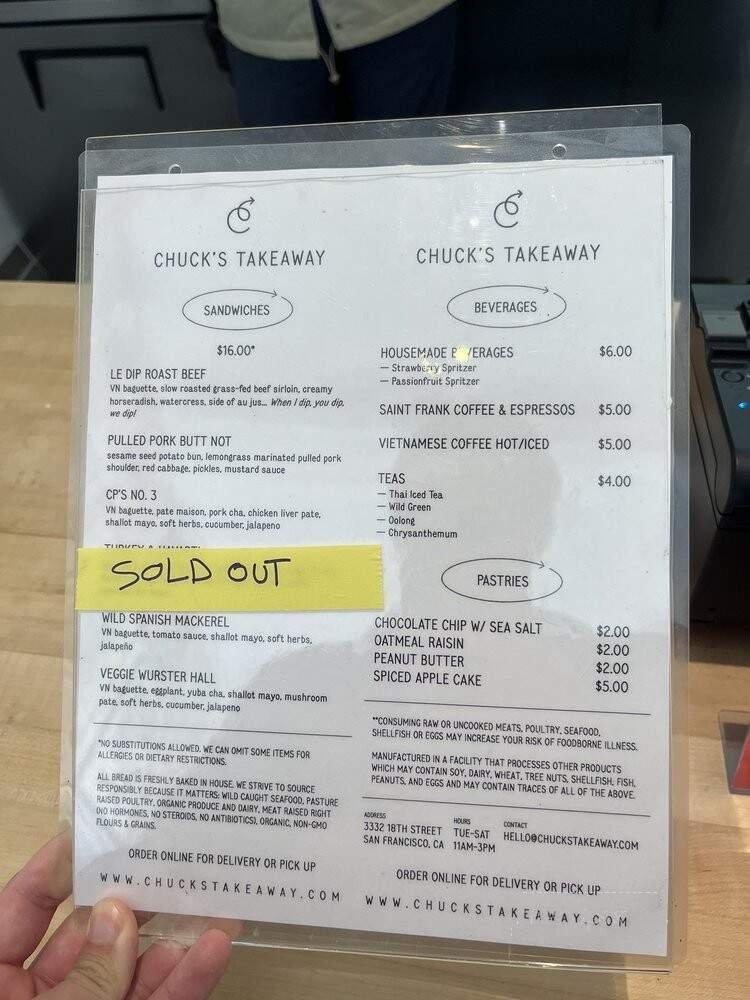 CHUCK'S TAKEAWAY
SANDWICHES
$16.00*
LE DIP ROAST BEEF
VN baguette, slow roasted grass-fed beef sirloin, creamy
horseradish, watercress, side of au jus... When I dip, you dip,
we dip!
PULLED PORK BUTT NOT
sesame seed potato bun, lemongrass marinated pulled pork
shoulder, red cabbage, pickles, mustard sauce
CP'S NO. 3
VN baguette, pate maison, pork cha, chicken liver pate,
shallot mayo, soft herbs, cucumber, jalapeno
SOLD OUT
WILD SPANISH MACKEREL
VN baguette, tomato sauce, shallot mayo, soft herbs,
jalapeño
VEGGIE WURSTER HALL
VN baguette, eggplant, yuba cha, shallot mayo, mushroom
pate, soft herbs, cucumber, jalapeno
*NO SUBSTITUTIONS ALLOWED. WE CAN OMIT SOME ITEMS FOR
ALLERGIES OR DIETARY RESTRICTIONS.
ALL BREAD IS FRESHLY BAKED IN HOUSE. WE STRIVE TO SOURCE
RESPONSIBLY BECAUSE IT MATTERS: WILD CAUGHT SEAFOOD, PASTURE
RAISED POULTRY, ORGANIC PRODUCE AND DAIRY, MEAT RAISED RIGHT
(NO HORMONES, NO STEROIDS, NO ANTIBIOTICS), ORGANIC, NON-GMO
FLOURS & GRAINS.
ORDER ONLINE FOR DELIVERY OR PICK UP
WWW.CHUCKSTAKEAWAY.COM
CHUCK'S TAKEAWAY
BEVERAGES
HOUSEMADE BEVERAGES $6.00
— Strawberry Spritzer
— Passionfruit Spritzer
SAINT FRANK COFFEE & ESPRESSOS $5.00
VIETNAMESE COFFEE HOT/ICED $5.00
TEAS $4.00
— Thai Iced Tea
— Wild Green
— Oolong
— Chrysanthemum
PASTRIES
CHOCOLATE CHIP W/ SEA SALT $2.00
OATMEAL RAISIN $2.00
PEANUT BUTTER $2.00
SPICED APPLE CAKE $5.00
**CONSUMING RAW OR UNCOOKED MEATS, POULTRY, SEAFOOD,
SHELLFISH OR EGGS MAY INCREASE YOUR RISK OF FOODBORNE ILLNESS.
MANUFACTURED IN A FACILITY THAT PROCESSES OTHER PRODUCTS
WHICH MAY CONTAIN SOY, DAIRY, WHEAT, TREE NUTS, SHELLFISH, FISH,
PEANUTS, AND EGGS AND MAY CONTAIN TRACES OF ALL OF THE ABOVE.
ADDRESS HOURS CONTACT
3332 18TH STREET TUE-SAT HELLO@CHUCKSTAKEAWAY.COM
SAN FRANCISCO, CA 11AM-3PM
ORDER ONLINE FOR DELIVERY OR PICK UP
WWW.CHUCKSTAKEAWAY.COM